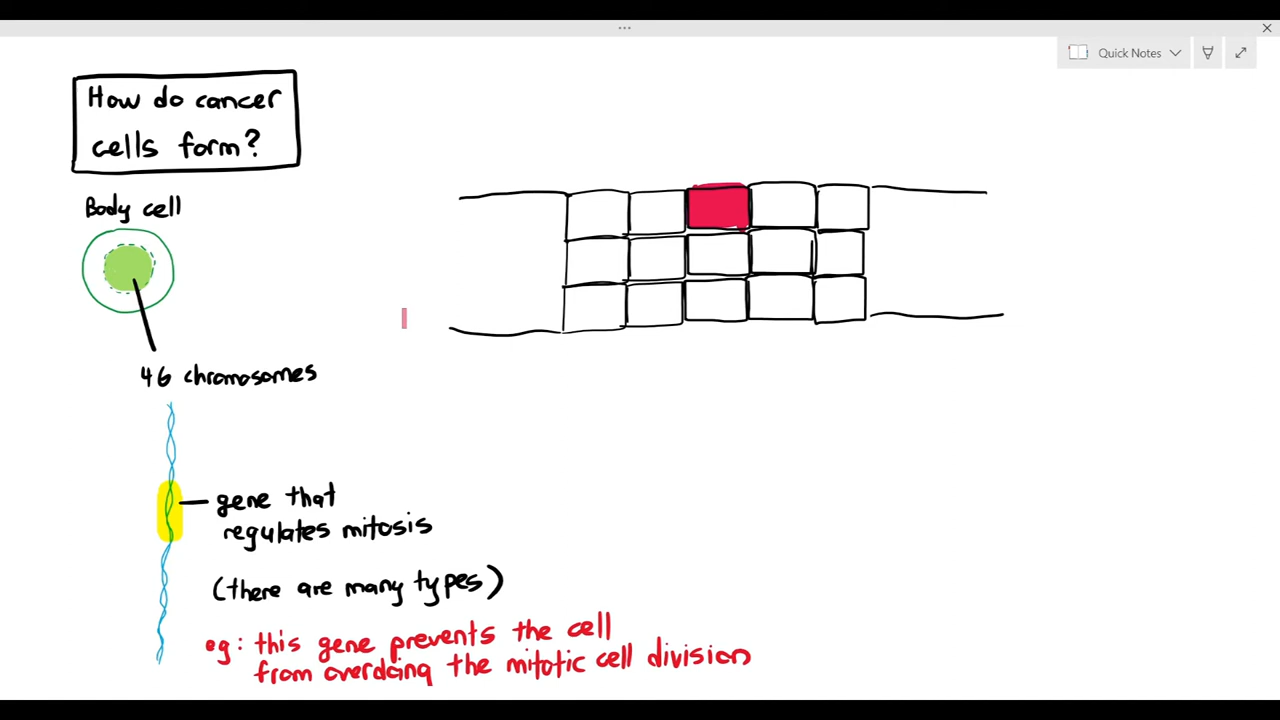 Quick Notes
How do cancer
cells form?
Body cell
46 chromosomes
gene that
regulates mitosis
(there are many types)
eg: this gene prevents the cell
from overdoing the mitotic cell division